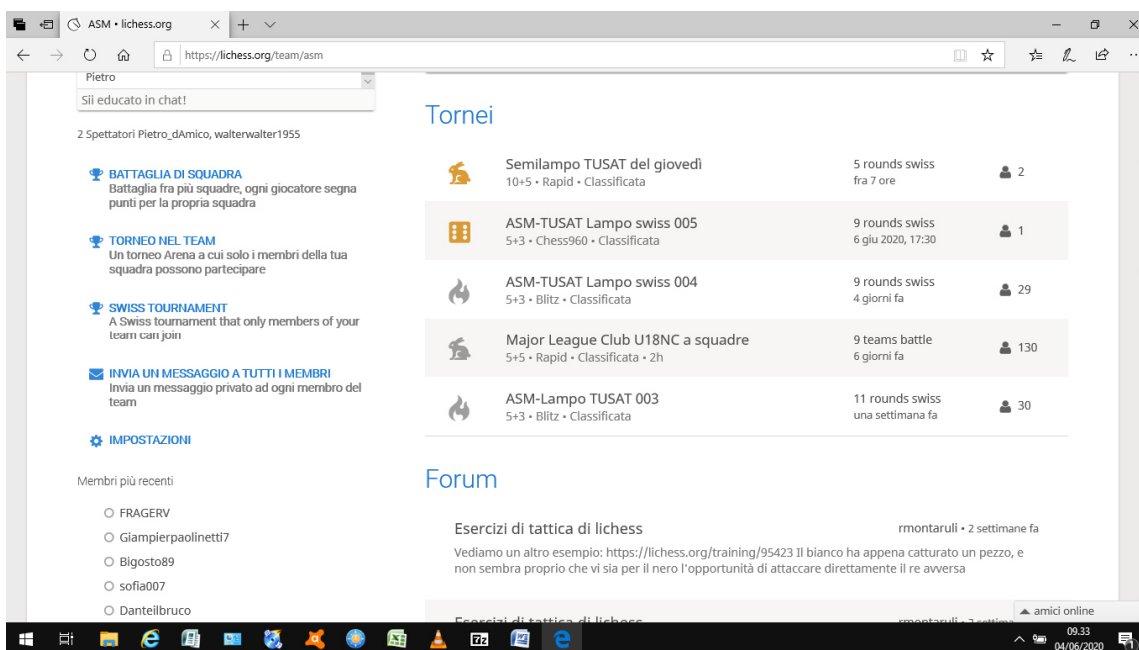 ASM • lichess.org
https://lichess.org/team/asm
Pietro
Sii educato in chat!
2 Spettatori Pietro_dAmico, walterwalter1955
BATTAGLIA DI SQUADRA
Battaglia fra più squadre, ogni giocatore segna
punti per la propria squadra
TORNEO NEL TEAM
Un torneo Arena a cui solo i membri della tua
squadra possono partecipare
SWISS TOURNAMENT
A Swiss tournament that only members of your
team can join
INVIA UN MESSAGGIO A TUTTI I MEMBRI
Invia un messaggio privato ad ogni membro del
team
IMPOSTAZIONI
Membri più recenti
FRAGERV
Giampierpaolinetti7
Bigosto89
sofia007
Danteilbruco
Tornei
Semilampo TUSAT del giovedì 5 rounds swiss
10+5 • Rapid • Classificata fra 7 ore 2
ASM-TUSAT Lampo swiss 005 9 rounds swiss
5+3 • Chess960 • Classificata 6 giu 2020, 17:30 1
ASM-TUSAT Lampo swiss 004 9 rounds swiss
5+3 • Blitz • Classificata 4 giorni fa 29
Major League Club U18NC a squadre 9 teams battle
5+5 • Rapid • Classificata • 2h 6 giorni fa 130
ASM-Lampo TUSAT 003 11 rounds swiss
5+3 • Blitz • Classificata una settimana fa 30
Forum
Esercizi di tattica di lichess rmontaruli • 2 settimane fa
Vediamo un altro esempio: https://lichess.org/training/95423 Il bianco ha appena catturato un pezzo, e
non sembra proprio che vi sia per il nero l'opportunità di attaccare direttamente il re avversa
Esercizi di tattica di lichess rmontaruli • 2 settima
amici online
09.33
04/06/2020